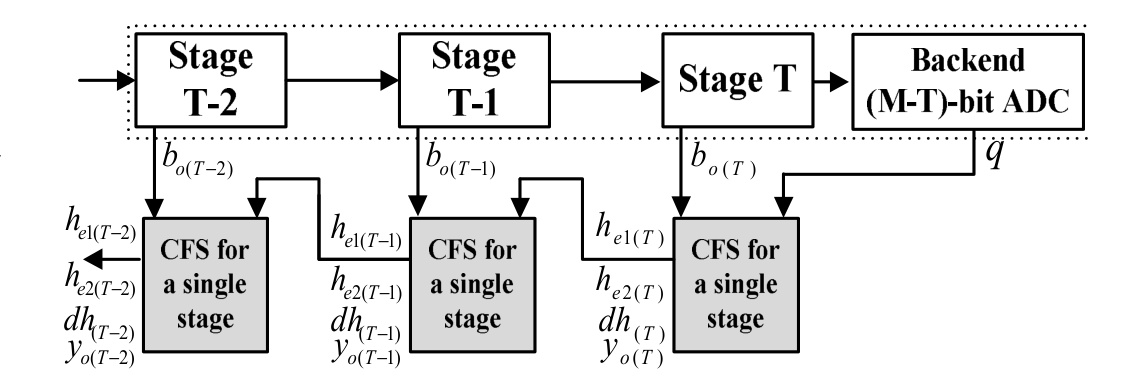 Stage
T-2
Stage
T-1
Stage T
Backend
(M-T)-bit ADC
b_{o(T-2)}
b_{o(T-1)}
b_{o(T)}
q
h_{e1(T-2)}
h_{e2(T-2)}
dh_{(T-2)}
y_{o(T-2)}
CFS for
a single
stage
h_{e1(T-1)}
h_{e2(T-1)}
dh_{(T-1)}
y_{o(T-1)}
CFS for
a single
stage
h_{e1(T)}
h_{e2(T)}
dh_{(T)}
y_{o(T)}
CFS for
a single
stage